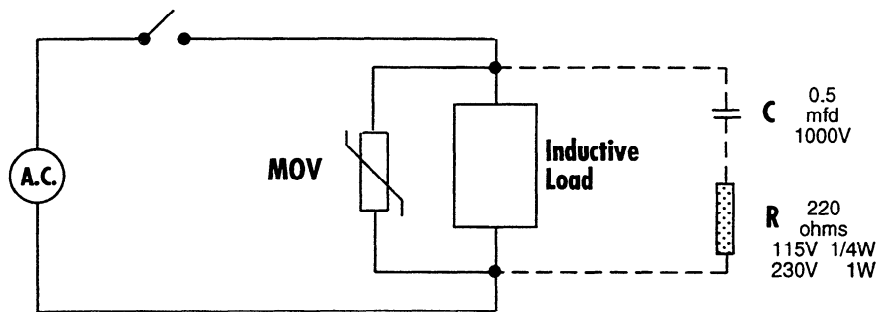 A.C.
MOV
Inductive
Load
C
0.5
mfd
1000V
R
220
ohms
115V 1/4W
230V 1W